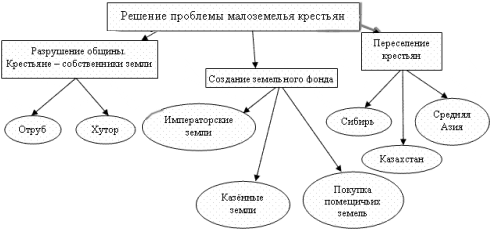 Решение проблемы малоземелья крестьян
Разрушение общины.
Крестьяне – собственники земли
Создание земельного фонда
Переселение
крестьян
Отруб
Хутор
Императорские
земли
Казённые
земли
Покупка
помещичьих
земель
Сибирь
Казахстан
Средняя
Азия